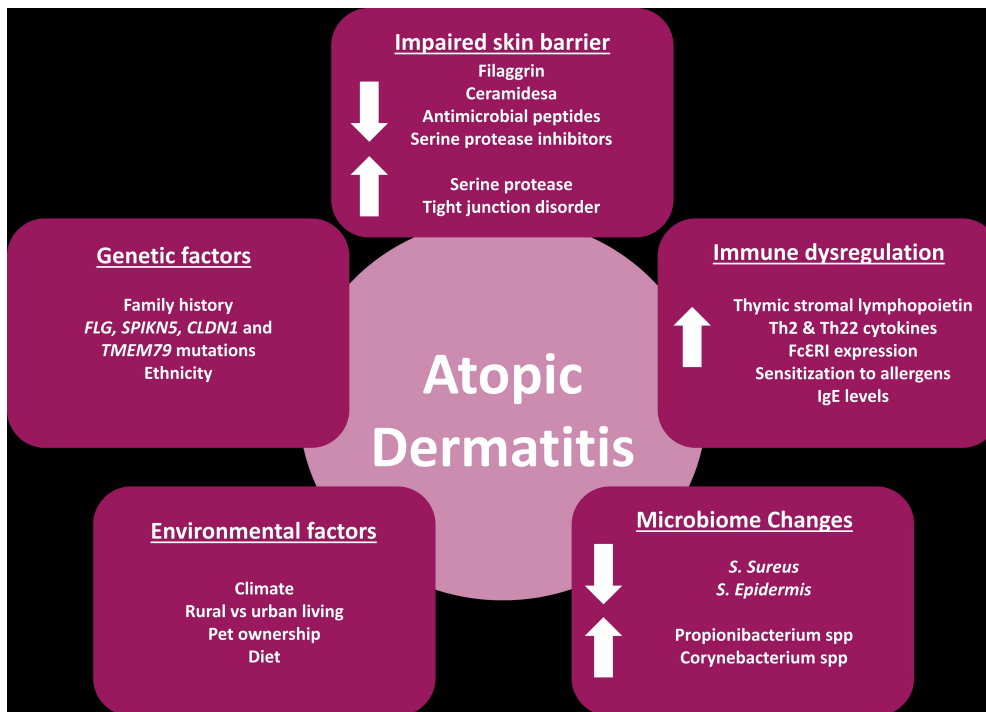 Impaired skin barrier
Filaggrin
Ceramidesa
Antimicrobial peptides
Serine protease inhibitors
Serine protease
Tight junction disorder
Genetic factors
Family history
FLG, SPIKN5, CLDN1 and
TMEM79 mutations
Ethnicity
Immune dysregulation
Thymic stromal lymphopoietin
Th2 & Th22 cytokines
FcƐRI expression
Sensitization to allergens
IgE levels
Atopic
Dermatitis
Environmental factors
Climate
Rural vs urban living
Pet ownership
Diet
Microbiome Changes
S. Sureus
S. Epidermis
Propionibacterium spp
Corynebacterium spp